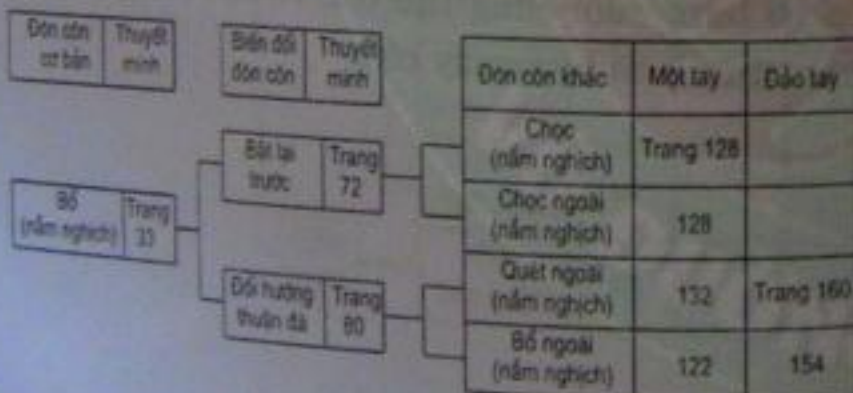 Đòn côn
cơ bản
Thuyết
minh
Biến đổi
đòn côn
Thuyết
minh
Đòn côn khác
Một tay
Đảo tay
Bổ
(nắm nghịch)
Trang
33
Bật lại
trước
Trang
72
Đổi hướng
thuận đà
Trang
80
Chọc
(nắm nghịch)
Trang 128
Chọc ngoài
(nắm nghịch)
128
Quét ngoài
(nắm nghịch)
132
Trang 160
Bổ ngoài
(nắm nghịch)
122
154